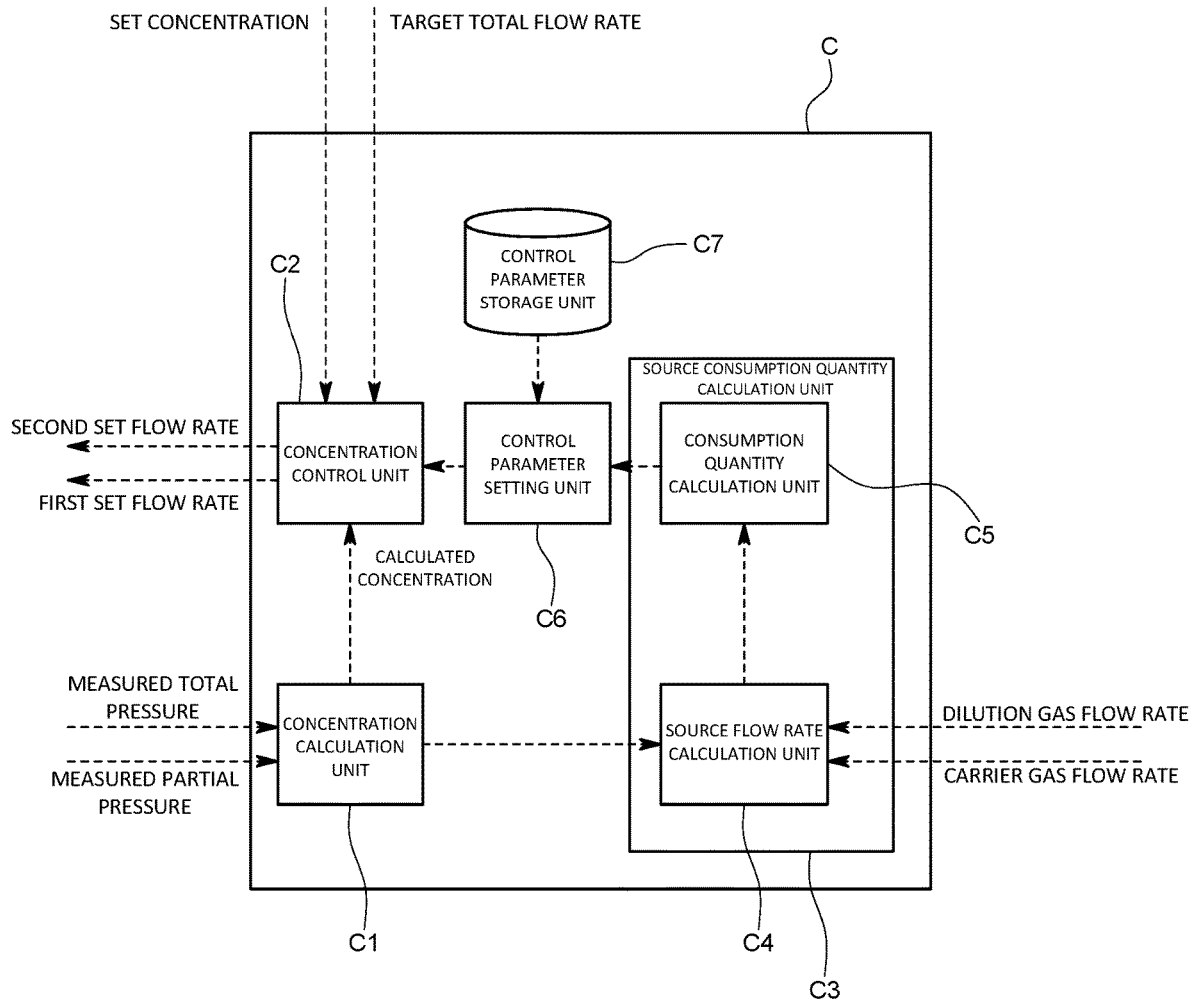 SET CONCENTRATION
TARGET TOTAL FLOW RATE
C
C7
CONTROL
PARAMETER
STORAGE UNIT
C2
SOURCE CONSUMPTION QUANTITY
CALCULATION UNIT
SECOND SET FLOW RATE
FIRST SET FLOW RATE
CONCENTRATION
CONTROL UNIT
CONTROL
PARAMETER
SETTING UNIT
CONSUMPTION
QUANTITY
CALCULATION UNIT
C5
CALCULATED
CONCENTRATION
C6
MEASURED TOTAL
PRESSURE
MEASURED PARTIAL
PRESSURE
CONCENTRATION
CALCULATION
UNIT
SOURCE FLOW RATE
CALCULATION UNIT
DILUTION GAS FLOW RATE
CARRIER GAS FLOW RATE
C1
C4
C3